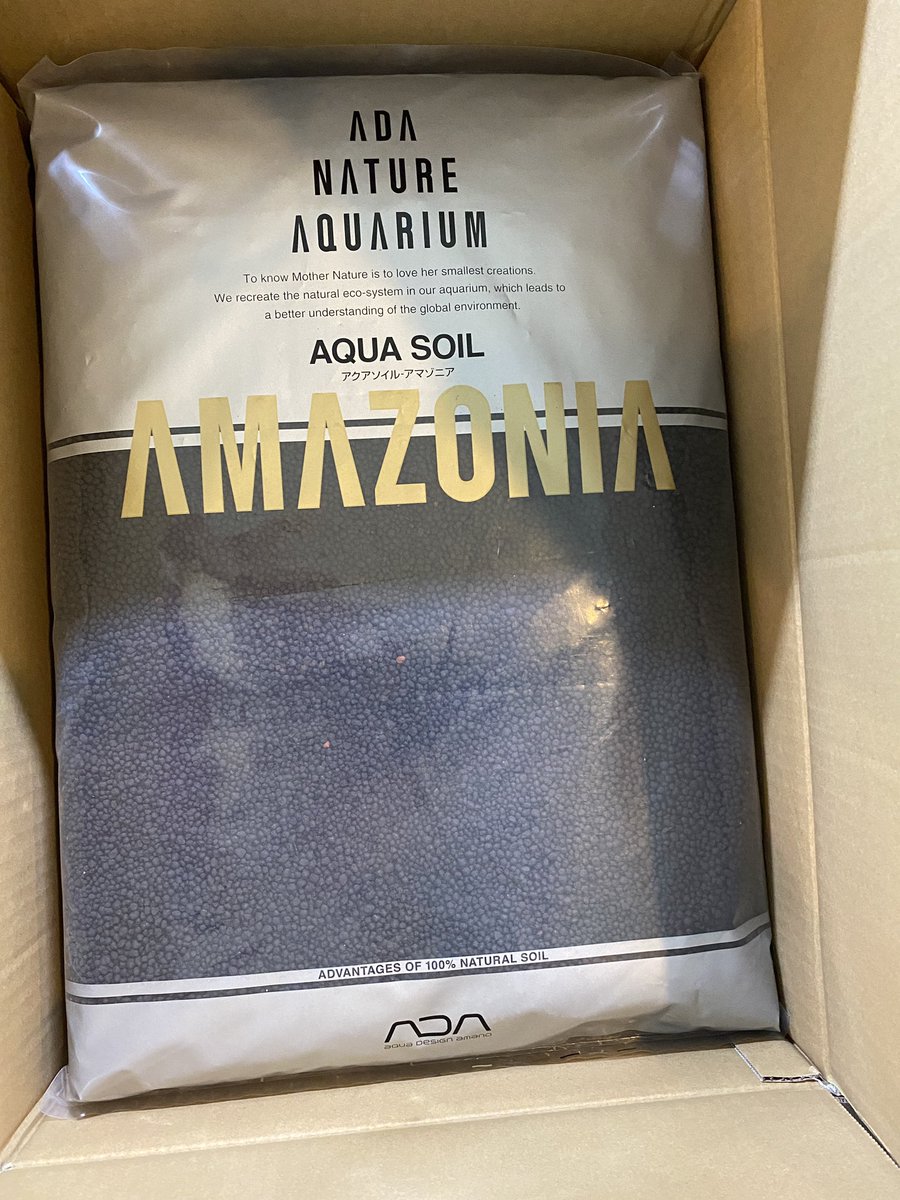 ADA
NATURE
AQUARIUM
To know Mother Nature is to love her smallest creations.
We recreate the natural eco-system in our aquarium, which leads to
a better understanding of the global environment.
AQUA SOIL
アクアソイル-アマゾニア
AMAZONIA
ADVANTAGES OF 100% NATURAL SOIL
ADA
aqua Design amano